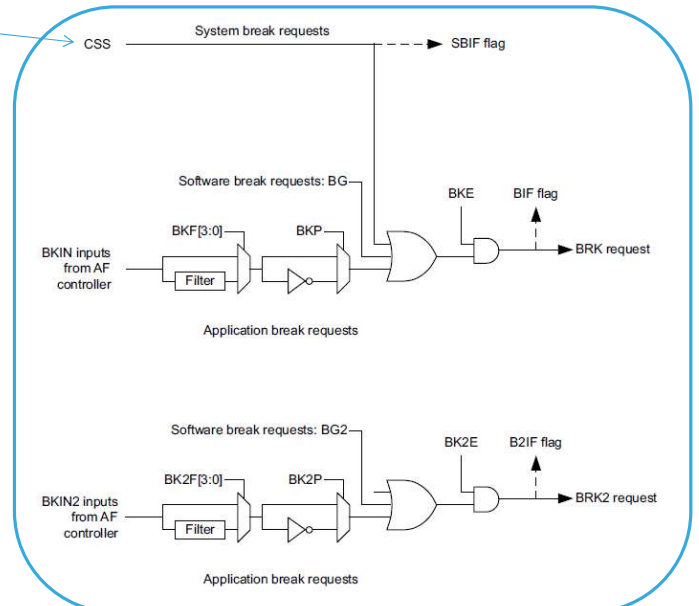 System break requests
CSS
SBIF flag
Software break requests: BG
BKE
BIF flag
BKF[3:0]
BKP
BKIN inputs
from AF
controller
Filter
BRK request
Application break requests
Software break requests: BG2
BK2E
B2IF flag
BK2F[3:0]
BK2P
BKIN2 inputs
from AF
controller
Filter
BRK2 request
Application break requests